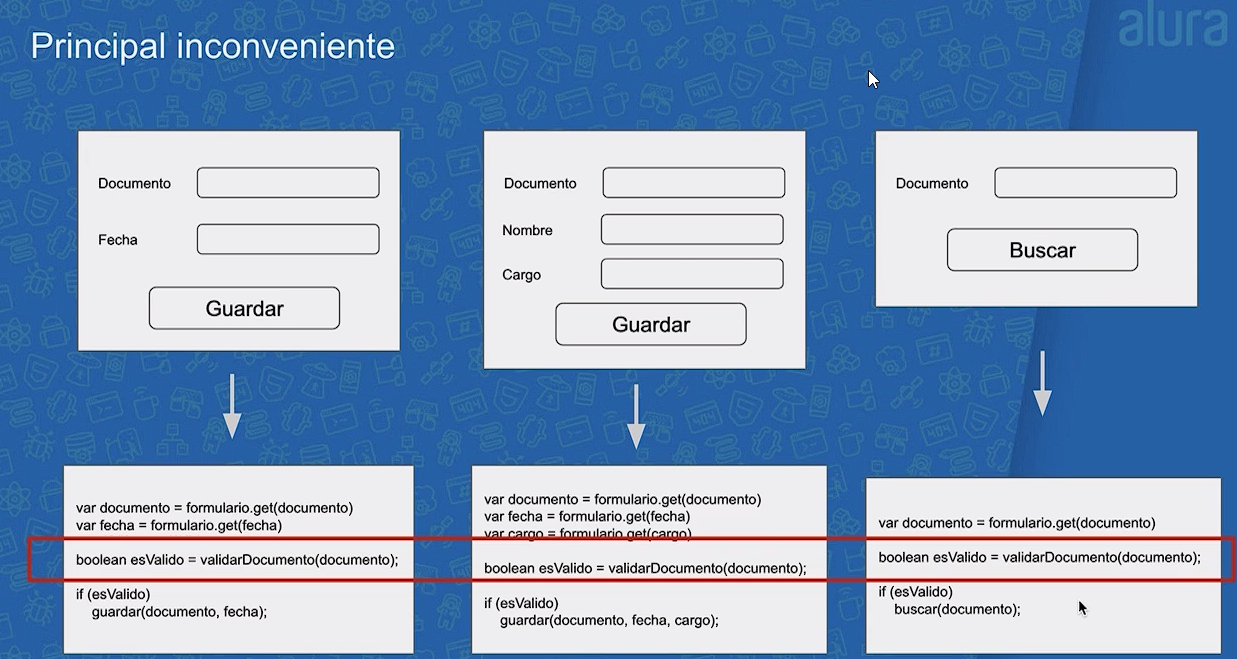 Principal inconveniente
alura
Documento
Fecha
Guardar
Documento
Nombre
Cargo
Guardar
Documento
Buscar
var documento = formulario.get(documento)
var fecha = formulario.get(fecha)
boolean esValido = validarDocumento(documento);
if (esValido)
guardar(documento, fecha);
var documento = formulario.get(documento)
var fecha = formulario.get(fecha)
var cargo = formulario.get(cargo)
boolean esValido = validarDocumento(documento);
if (esValido)
guardar(documento, fecha, cargo);
var documento = formulario.get(documento)
boolean esValido = validarDocumento(documento);
if (esValido)
buscar(documento);